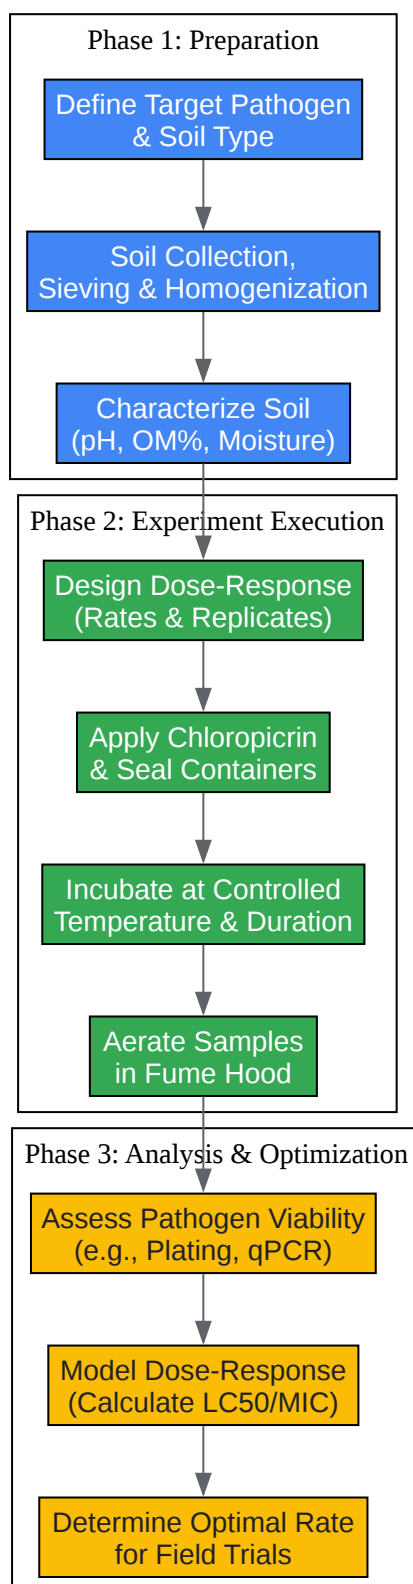 Phase 1: Preparation
Define Target Pathogen
& Soil Type
Soil Collection,
Sieving & Homogenization
Characterize Soil
(pH, OM%, Moisture)
Phase 2: Experiment Execution
Design Dose-Response
(Rates & Replicates)
Apply Chloropicrin
& Seal Containers
Incubate at Controlled
Temperature & Duration
Aerate Samples
in Fume Hood
Phase 3: Analysis & Optimization
Assess Pathogen Viability
(e.g., Plating, qPCR)
Model Dose-Response
(Calculate LC50/MIC)
Determine Optimal Rate
for Field Trials